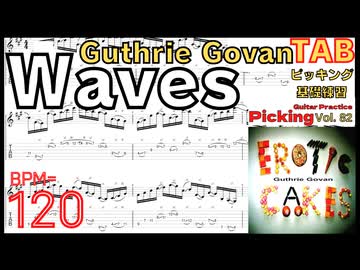 Guthrie Govan TAB
Waves
ピッキング
基礎練習
Guitar Practice
Picking Vol. 82
BPM=
120
EROTIC
Guthrie Govan
CAKES